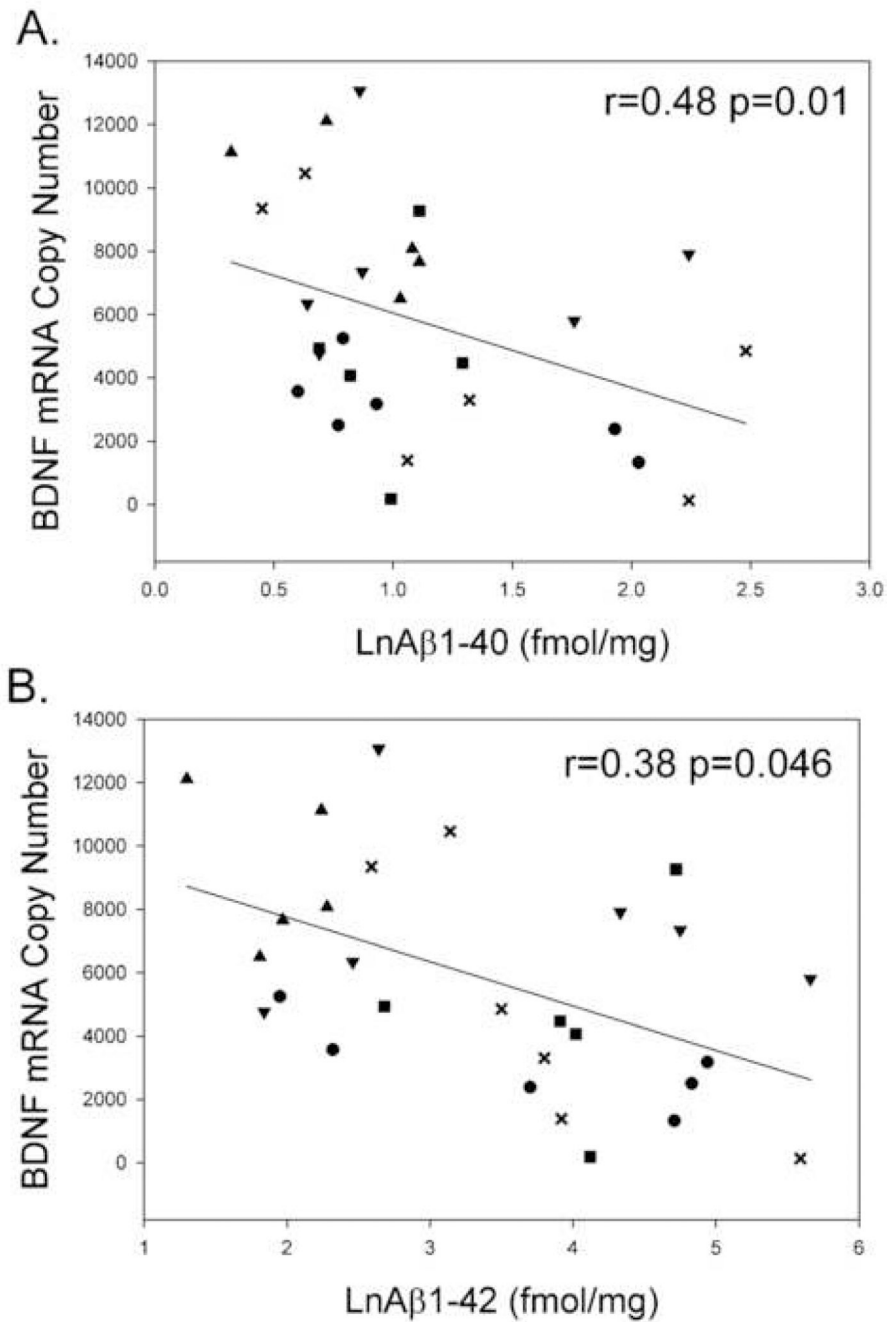 A.
14000
12000
10000
8000
6000
4000
2000
0
BDNF mRNA Copy Number
r=0.48 p=0.01
0.0 0.5 1.0 1.5 2.0 2.5 3.0
LnAβ1-40 (fmol/mg)
B.
14000
12000
10000
8000
6000
4000
2000
0
BDNF mRNA Copy Number
r=0.38 p=0.046
1 2 3 4 5 6
LnAβ1-42 (fmol/mg)